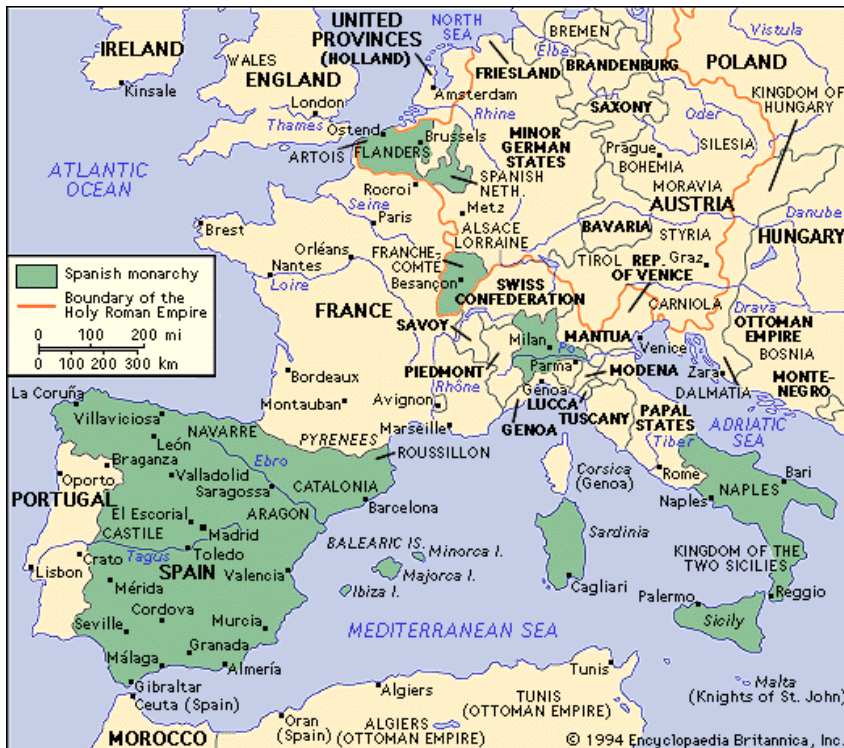 IRELAND
Kinsale
WALES
ENGLAND
London
Thames
UNITED
PROVINCES
(HOLLAND)
NORTH
SEA
Amsterdam
FRIESLAND
BREMEN
Elbe
BRANDENBURG
SAXONY
POLAND
Vistula
Oder
SILESIA
KINGDOM OF
HUNGARY
ATLANTIC
OCEAN
Ostend
Brussels
ARTOIS
FLANDERS
Rhine
MINOR
GERMAN
STATES
SPANISH
NETH.
Rocroi
Seine
Paris
Metz
ALSACE
LORRAINE
Prague
BOHEMIA
MORAVIA
AUSTRIA
BAVARIA
STYRIA
TIROL
Graz
Danube
HUNGARY
Brest
Orléans
Nantes
Loire
FRANCHE-
COMTÉ
Besançon
SWISS
CONFEDERATION
REP.
OF VENICE
CARNIOLA
Drava
FRANCE
SAVOY
PIEDMONT
MANTUA
Milan
Po
Parma
MODENA
Venice
Zara
DALMATIA
OTTOMAN
EMPIRE
BOSNIA
MONTE-
NEGRO
Spanish monarchy
Boundary of the
Holy Roman Empire
0 100 200 mi
0 100 200 300 km
Bordeaux
Montauban
Avignon
Rhône
Marseille
Genoa
GENOA
LUCCA
TUSCANY
PAPAL
STATES
Tiber
Rome
ADRIATIC
SEA
La Coruña
Villaviciosa
León
NAVARRE
PYRENEES
ROUSSILLON
Braganza
Oporto
Valladolid
Ebro
Saragossa
CATALONIA
Barcelona
Corsica
(Genoa)
Naples
NAPLES
Bari
PORTUGAL
El Escorial
CASTILE
Madrid
ARAGON
Toledo
Tagus
Crato
Lisbon
SPAIN
Mérida
Valencia
BALEARIC IS.
Minorca I.
Majorca I.
Ibiza I.
Sardinia
Cagliari
KINGDOM OF THE
TWO SICILIES
Palermo
Reggio
Sicily
Cordova
Seville
Murcia
Granada
Málaga
Almería
Gibraltar
Ceuta (Spain)
MEDITERRANEAN SEA
Tunis
Malta
(Knights of St. John)
MOROCCO
Oran
(Spain)
Algiers
ALGIERS
(OTTOMAN EMPIRE)
TUNIS
(OTTOMAN EMPIRE)
© 1994 Encyclopaedia Britannica, Inc.